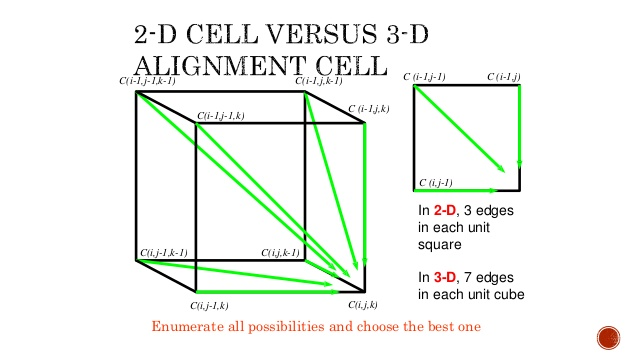 2-D CELL VERSUS 3-D
ALIGNMENT CELL
C(i-1,j-1,k-1)
C(i-1,j,k-1)
C(i-1,j-1,k)
C (i-1,j,k)
C(i,j-1,k-1)
C(i,j,k-1)
C(i,j-1,k)
C(i,j,k)
C (i-1,j-1)
C (i-1,j)
C (i,j-1)
In 2-D, 3 edges
in each unit
square
In 3-D, 7 edges
in each unit cube
Enumerate all possibilities and choose the best one